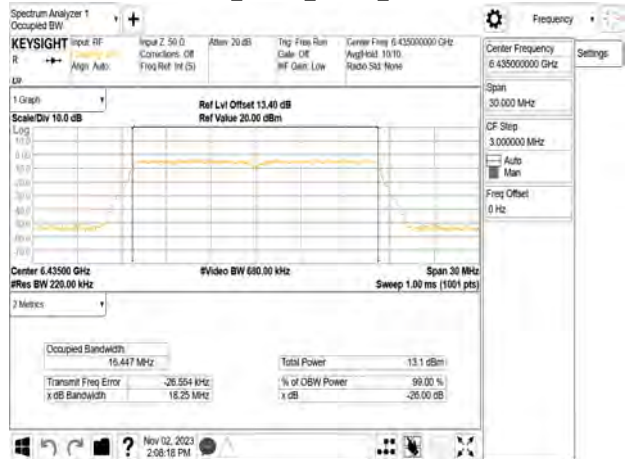 Spectrum Analyzer 1
Occupied BW
Frequency
KEYSIGHT
Input: RF
Input Z: 50 Ω
Atten: 20 dB
Trig: Free Run
Center Freq: 6.435000000 GHz
R
Corrections: Off
Gate: Off
Avg|Hold: 10/10
Align: Auto
Freq Ref: Int (S)
#IF Gain: Low
Radio Std: None
Center Frequency
6.435000000 GHz
Settings
Span
30.000 MHz
CF Step
3.000000 MHz
Auto
Man
Freq Offset
0 Hz
1 Graph
Ref Lvl Offset 13.40 dB
Scale/Div 10.0 dB
Ref Value 20.00 dBm
Log
Center 6.43500 GHz
#Video BW 680.00 kHz
Span 30 MHz
#Res BW 220.00 kHz
Sweep 1.00 ms (1001 pts)
2 Metrics
Occupied Bandwidth
16.447 MHz
Total Power
13.1 dBm
Transmit Freq Error
-26.554 kHz
% of OBW Power
99.00 %
x dB Bandwidth
18.25 MHz
x dB
-26.00 dB
?
Nov 02, 2023
2:08:18 PM